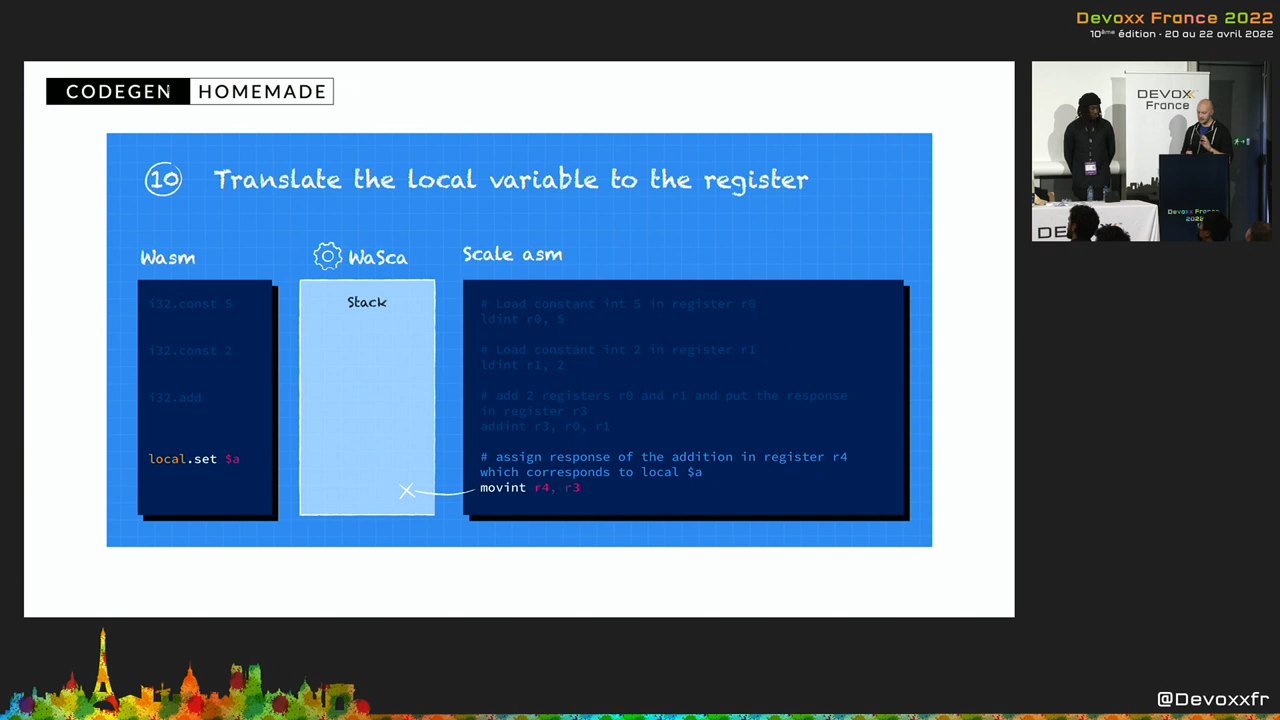 Devoxx France 2022
10ème édition · 20 au 22 avril 2022
CODEGEN HOMEMADE
10 Translate the local variable to the register
Wasm
WaSca
Scale asm
i32.const 5
i32.const 2
i32.add
local.set $a
Stack
# Load constant int 5 in register r0
ldint r0, 5
# Load constant int 2 in register r1
ldint r1, 2
# add 2 registers r0 and r1 and put the response
in register r3
addint r3, r0, r1
# assign response of the addition in register r4
which corresponds to local $a
movint r4, r3
DEVOXX
France
DEVO
Devoxx France
2022
@Devoxxfr